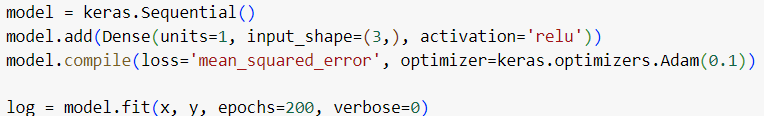 model = keras.Sequential()
model.add(Dense(units=1, input_shape=(3,), activation='relu'))
model.compile(loss='mean_squared_error', optimizer=keras.optimizers.Adam(0.1))
log = model.fit(x, y, epochs=200, verbose=0)